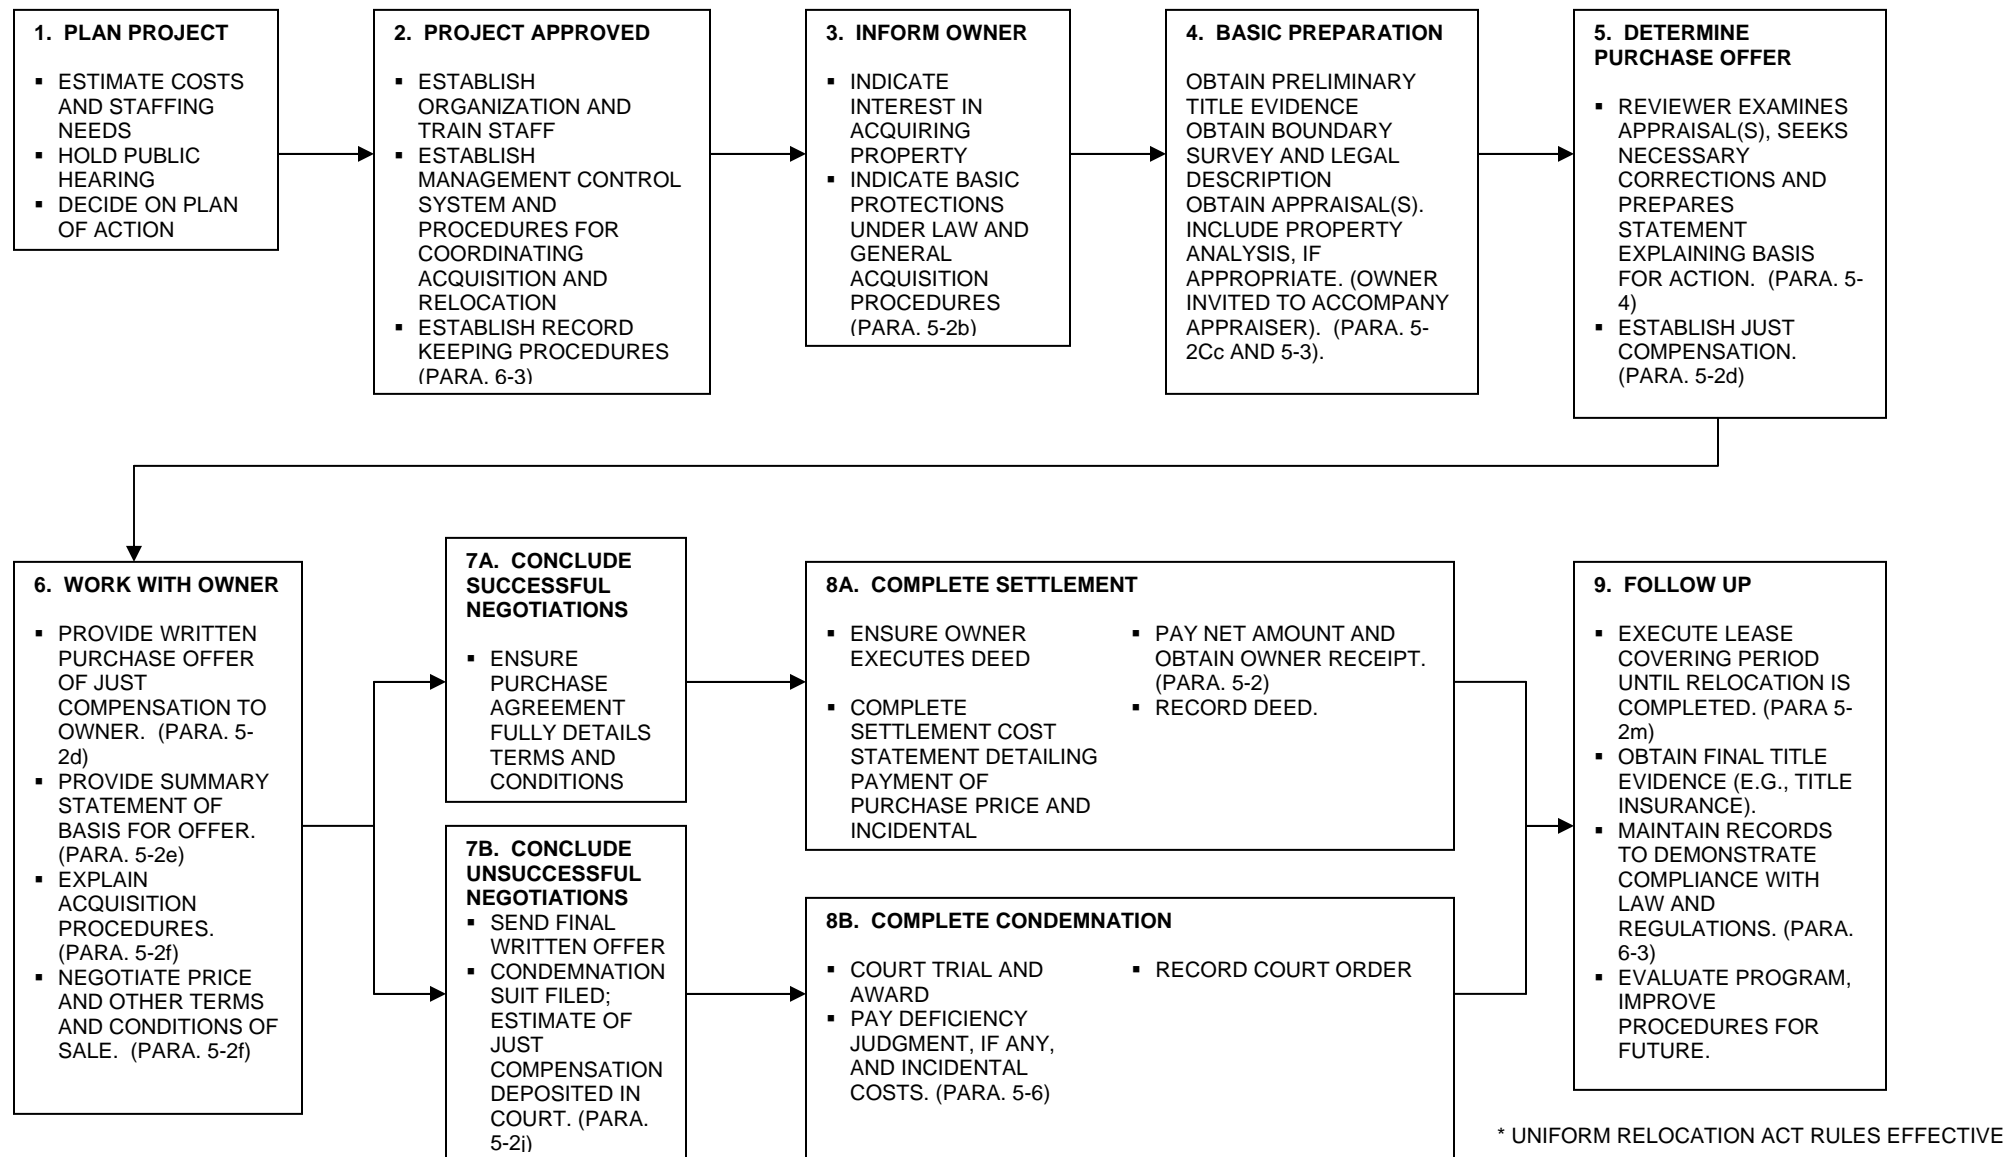 1. PLAN PROJECT
▪ ESTIMATE COSTS
AND STAFFING
NEEDS
▪ HOLD PUBLIC
HEARING
▪ DECIDE ON PLAN
OF ACTION
2. PROJECT APPROVED
▪ ESTABLISH
ORGANIZATION AND
TRAIN STAFF
▪ ESTABLISH
MANAGEMENT CONTROL
SYSTEM AND
PROCEDURES FOR
COORDINATING
ACQUISITION AND
RELOCATION
▪ ESTABLISH RECORD
KEEPING PROCEDURES
(PARA. 6-3)
3. INFORM OWNER
▪ INDICATE
INTEREST IN
ACQUIRING
PROPERTY
▪ INDICATE BASIC
PROTECTIONS
UNDER LAW AND
GENERAL
ACQUISITION
PROCEDURES
(PARA. 5-2b)
4. BASIC PREPARATION
OBTAIN PRELIMINARY
TITLE EVIDENCE
OBTAIN BOUNDARY
SURVEY AND LEGAL
DESCRIPTION
OBTAIN APPRAISAL(S).
INCLUDE PROPERTY
ANALYSIS, IF
APPROPRIATE. (OWNER
INVITED TO ACCOMPANY
APPRAISER). (PARA. 5-
2Cc AND 5-3).
5. DETERMINE
PURCHASE OFFER
▪ REVIEWER EXAMINES
APPRAISAL(S), SEEKS
NECESSARY
CORRECTIONS AND
PREPARES
STATEMENT
EXPLAINING BASIS
FOR ACTION. (PARA. 5-
4)
▪ ESTABLISH JUST
COMPENSATION.
(PARA. 5-2d)
6. WORK WITH OWNER
▪ PROVIDE WRITTEN
PURCHASE OFFER
OF JUST
COMPENSATION TO
OWNER. (PARA. 5-
2d)
▪ PROVIDE SUMMARY
STATEMENT OF
BASIS FOR OFFER.
(PARA. 5-2e)
▪ EXPLAIN
ACQUISITION
PROCEDURES.
(PARA. 5-2f)
▪ NEGOTIATE PRICE
AND OTHER TERMS
AND CONDITIONS OF
SALE. (PARA. 5-2f)
7A. CONCLUDE
SUCCESSFUL
NEGOTIATIONS
▪ ENSURE
PURCHASE
AGREEMENT
FULLY DETAILS
TERMS AND
CONDITIONS
7B. CONCLUDE
UNSUCCESSFUL
NEGOTIATIONS
▪ SEND FINAL
WRITTEN OFFER
▪ CONDEMNATION
SUIT FILED;
ESTIMATE OF
JUST
COMPENSATION
DEPOSITED IN
COURT. (PARA.
5-2j)
8A. COMPLETE SETTLEMENT
▪ ENSURE OWNER
EXECUTES DEED
▪ COMPLETE
SETTLEMENT COST
STATEMENT DETAILING
PAYMENT OF
PURCHASE PRICE AND
INCIDENTAL
▪ PAY NET AMOUNT AND
OBTAIN OWNER RECEIPT.
(PARA. 5-2)
▪ RECORD DEED.
8B. COMPLETE CONDEMNATION
▪ COURT TRIAL AND
AWARD
▪ PAY DEFICIENCY
JUDGMENT, IF ANY,
AND INCIDENTAL
COSTS. (PARA. 5-6)
▪ RECORD COURT ORDER
9. FOLLOW UP
▪ EXECUTE LEASE
COVERING PERIOD
UNTIL RELOCATION IS
COMPLETED. (PARA 5-
2m)
▪ OBTAIN FINAL TITLE
EVIDENCE (E.G., TITLE
INSURANCE).
▪ MAINTAIN RECORDS
TO DEMONSTRATE
COMPLIANCE WITH
LAW AND
REGULATIONS. (PARA.
6-3)
▪ EVALUATE PROGRAM,
IMPROVE
PROCEDURES FOR
FUTURE.
* UNIFORM RELOCATION ACT RULES EFFECTIVE